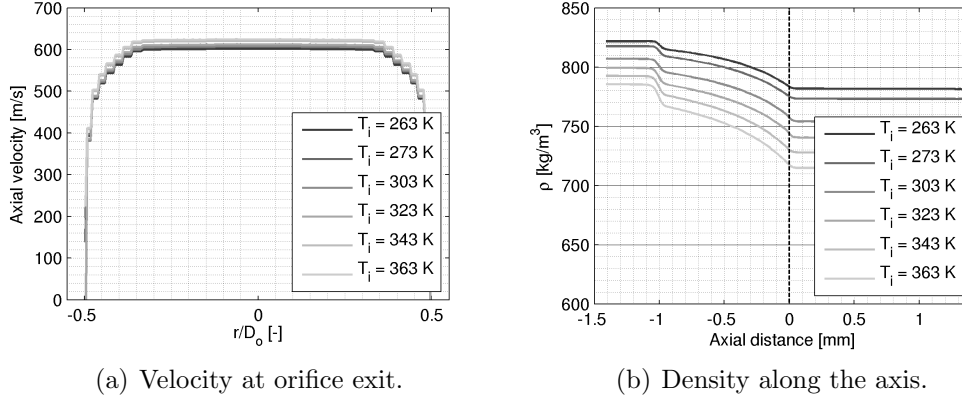 700
600
500
400
300
200
100
0
Axial velocity [m/s]
T_i = 263 K
T_i = 273 K
T_i = 303 K
T_i = 323 K
T_i = 343 K
T_i = 363 K
-0.5 0 0.5
r/D_o [-]
(a) Velocity at orifice exit.
850
800
750
700
650
600
ρ [kg/m³]
T_i = 263 K
T_i = 273 K
T_i = 303 K
T_i = 323 K
T_i = 343 K
T_i = 363 K
-1.5 -1 -0.5 0 0.5 1
Axial distance [mm]
(b) Density along the axis.